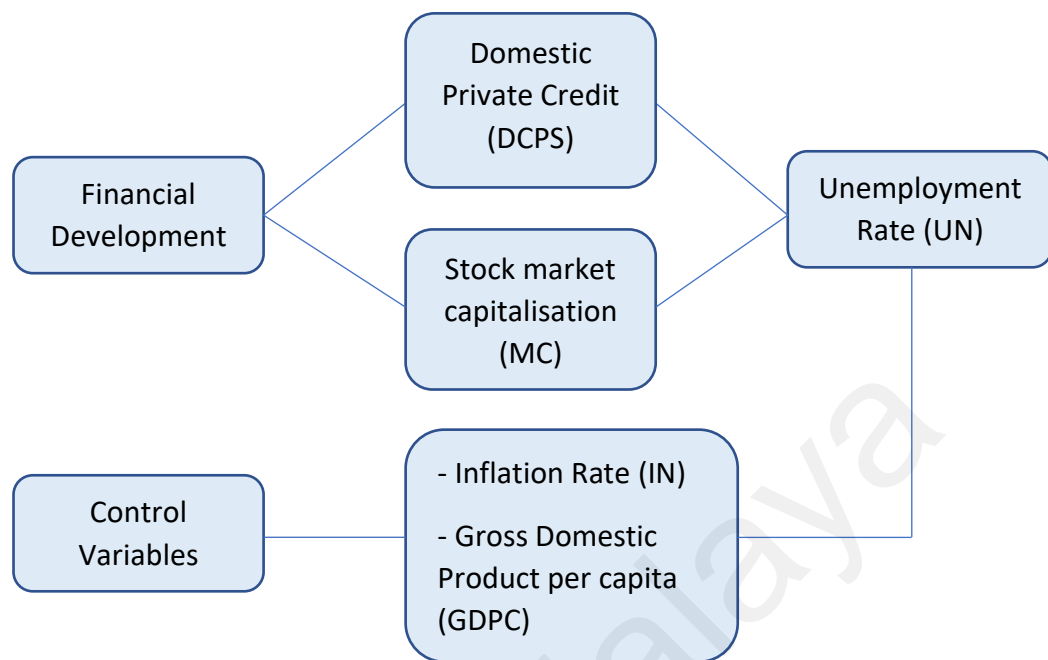 Domestic
Private Credit
(DCPS)
Financial
Development
Unemployment
Rate (UN)
Stock market
capitalisation
(MC)
Control
Variables
- Inflation Rate (IN)
- Gross Domestic
Product per capita
(GDPC)
alaya